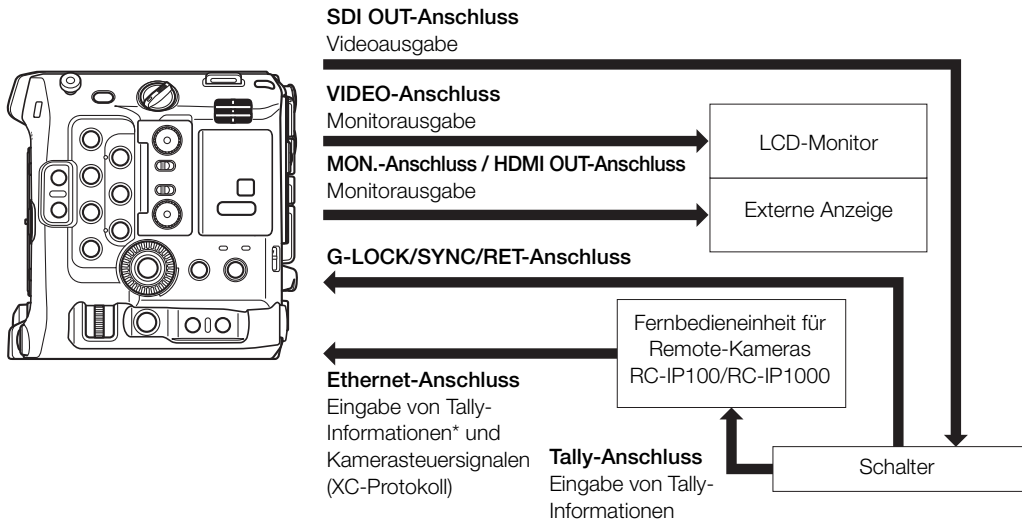 SDI OUT-Anschluss
Videoausgabe
VIDEO-Anschluss
Monitorausgabe
LCD-Monitor
MON.-Anschluss / HDMI OUT-Anschluss
Monitorausgabe
Externe Anzeige
G-LOCK/SYNC/RET-Anschluss
Fernbedieneinheit für
Remote-Kameras
RC-IP100/RC-IP1000
Ethernet-Anschluss
Eingabe von Tally-
Informationen* und
Kamerasteuersignalen
(XC-Protokoll)
Tally-Anschluss
Eingabe von Tally-
Informationen
Schalter